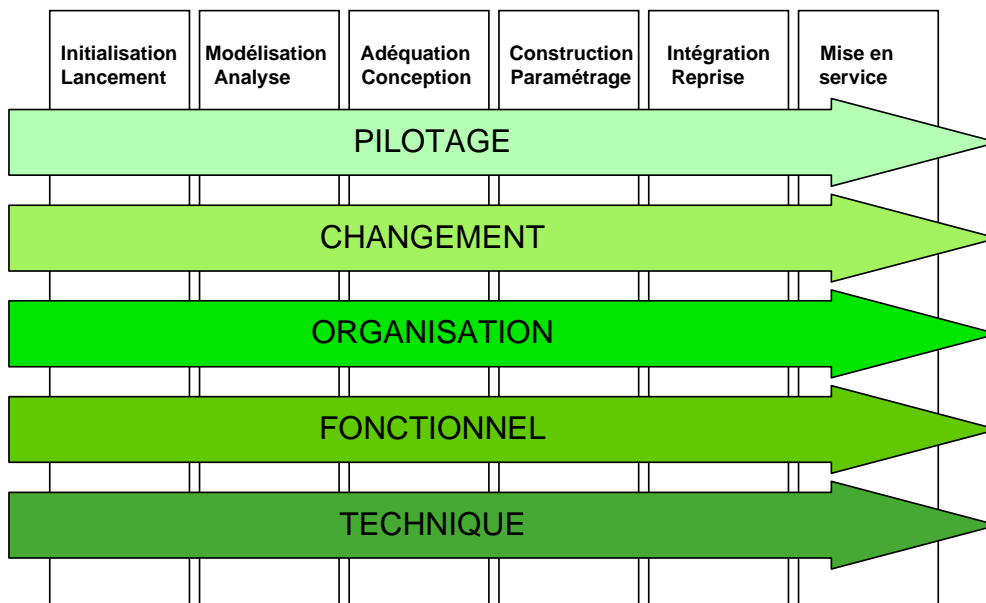 Initialisation
Lancement
Modélisation
Analyse
Adéquation
Conception
Construction
Paramétrage
Intégration
Reprise
Mise en
service
PILOTAGE
CHANGEMENT
ORGANISATION
FONCTIONNEL
TECHNIQUE